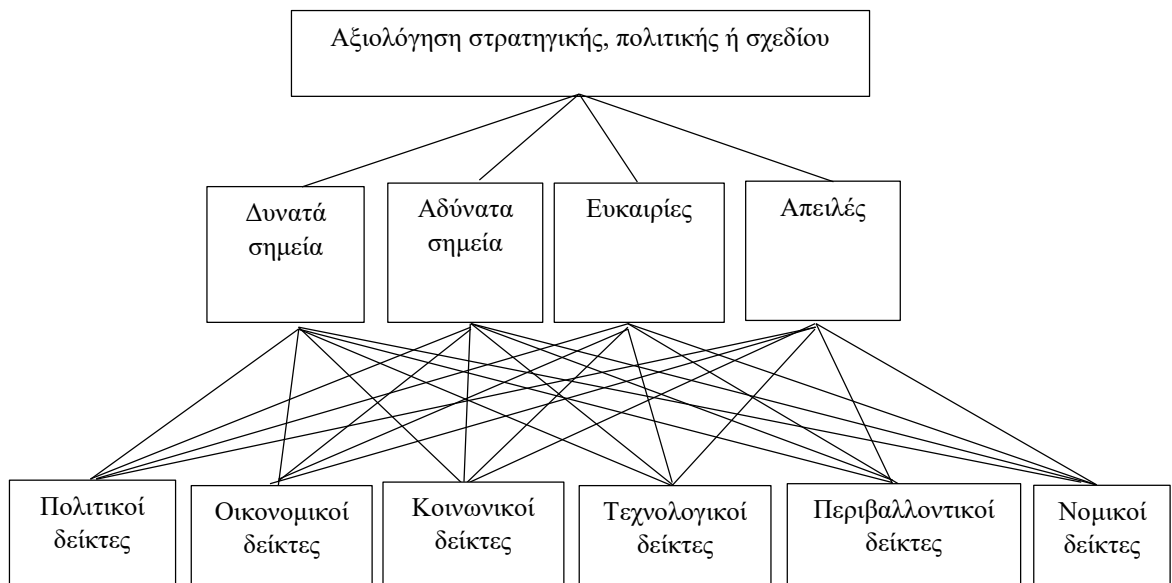 Αξιολόγηση στρατηγικής, πολιτικής ή σχεδίου
Δυνατά
σημεία
Αδύνατα
σημεία
Ευκαιρίες
Απειλές
Πολιτικοί
δείκτες
Οικονομικοί
δείκτες
Κοινωνικοί
δείκτες
Τεχνολογικοί
δείκτες
Περιβαλλοντικοί
δείκτες
Νομικοί
δείκτες